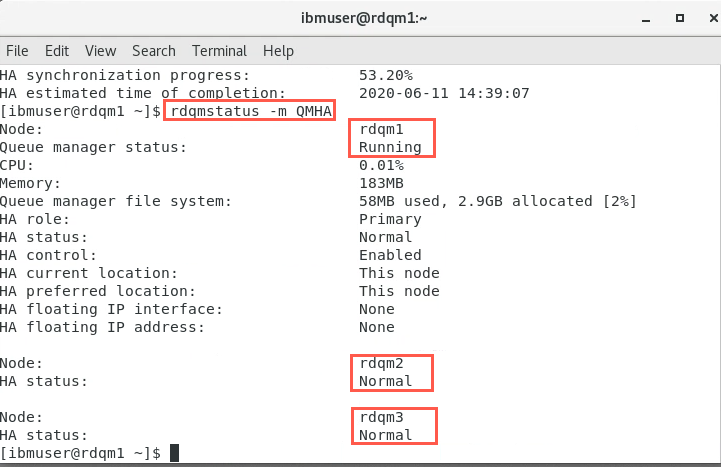 ibmuser@rdqm1:~
File Edit View Search Help
HA synchronization progress: 53.20%
HA estimated time of completion: 2020-06-11 14:39:07
[ibmuser@rdqm1 ~]$ rdqmstatus -m QMHA
Node: rdqm1
Queue manager status: Running
CPU: 0.01%
Memory: 183MB
Queue manager file system: 58MB used, 2.9GB allocated [2%]
HA role: Primary
HA status: Normal
HA control: Enabled
HA current location: This node
HA preferred location: This node
HA floating IP interface: None
HA floating IP address: None
Node: rdqm2
HA status: Normal
Node: rdqm3
HA status: Normal
[ibmuser@rdqm1 ~]$